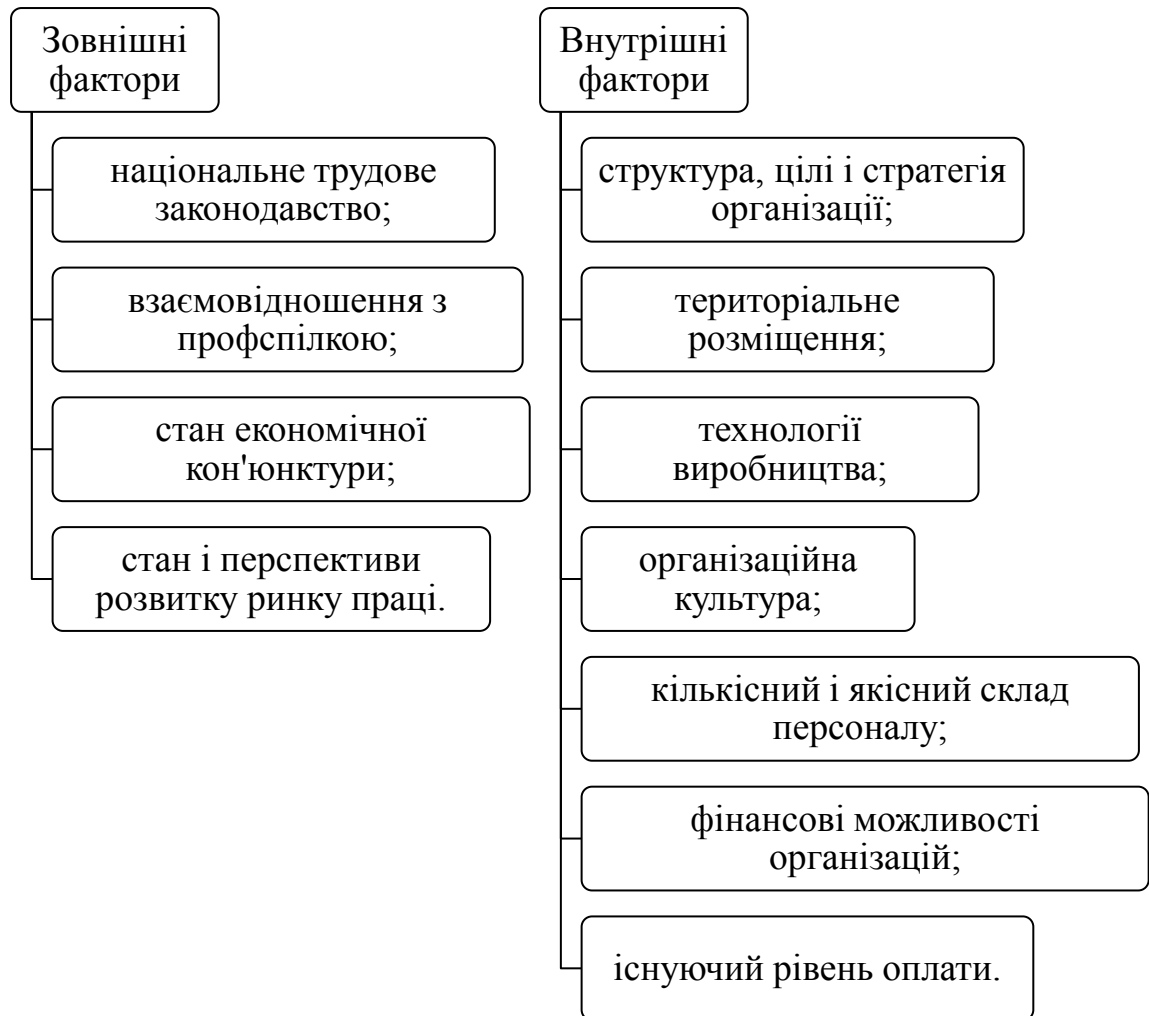 Зовнішні
фактори
національне трудове
законодавство;
взаємовідношення з
профспілкою;
стан економічної
кон'юнктури;
стан і перспективи
розвитку ринку праці.
Внутрішні
фактори
структура, цілі і стратегія
організації;
територіальне
розміщення;
технології
виробництва;
організаційна
культура;
кількісний і якісний склад
персоналу;
фінансові можливості
організацій;
існуючий рівень оплати.